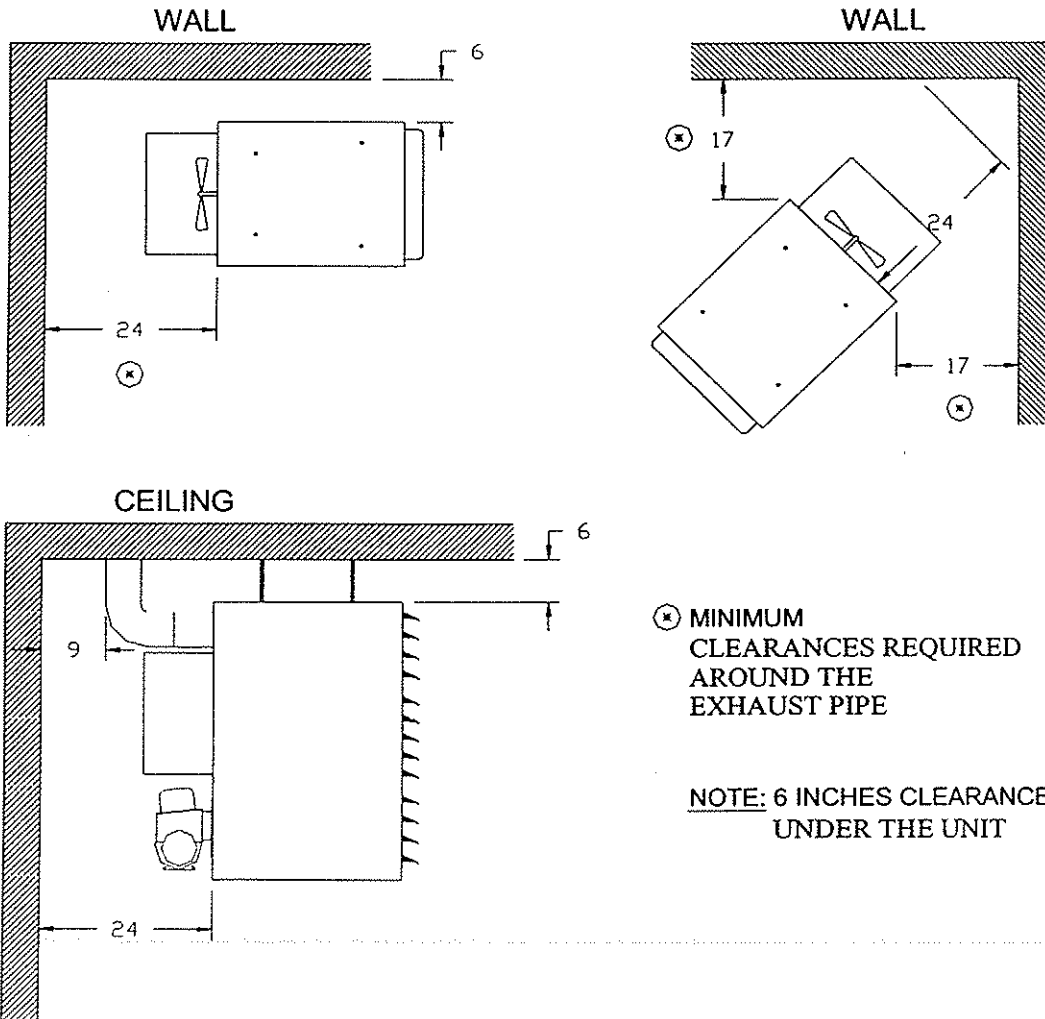 WALL
6
24
WALL
17
24
17
CEILING
6
9
24
MINIMUM
CLEARANCES REQUIRED
AROUND THE
EXHAUST PIPE
NOTE: 6 INCHES CLEARANCE
UNDER THE UNIT